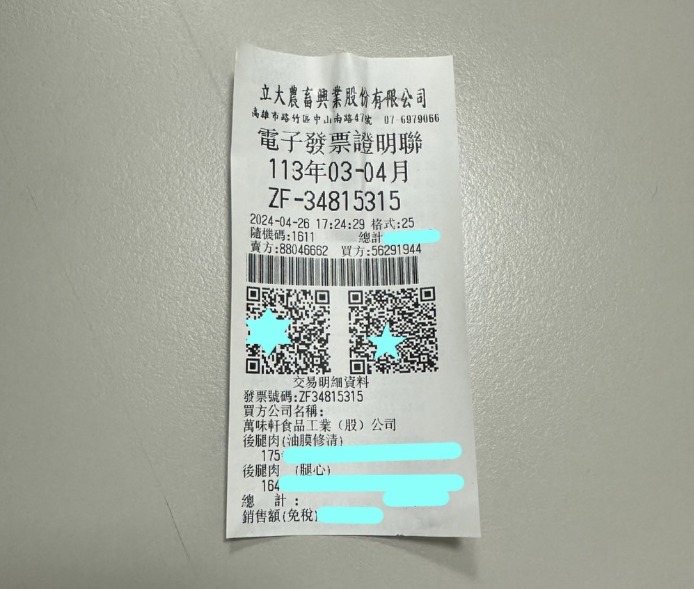 立大農畜興業股份有限公司
高雄市路竹區中山南路47號 07-6979066
電子發票證明聯
113年03-04月
ZF-34815315
2024-04-26 17:24:29 格式:25
隨機碼:1611 總計
賣方:88046662 買方:56291944
交易明細資料
發票號碼:ZF34815315
買方公司名稱:
萬味軒食品工業（股）公司
後腿肉(油膜修清)
175
後腿肉 (腿心)
164
總 計:
銷售額(免稅)